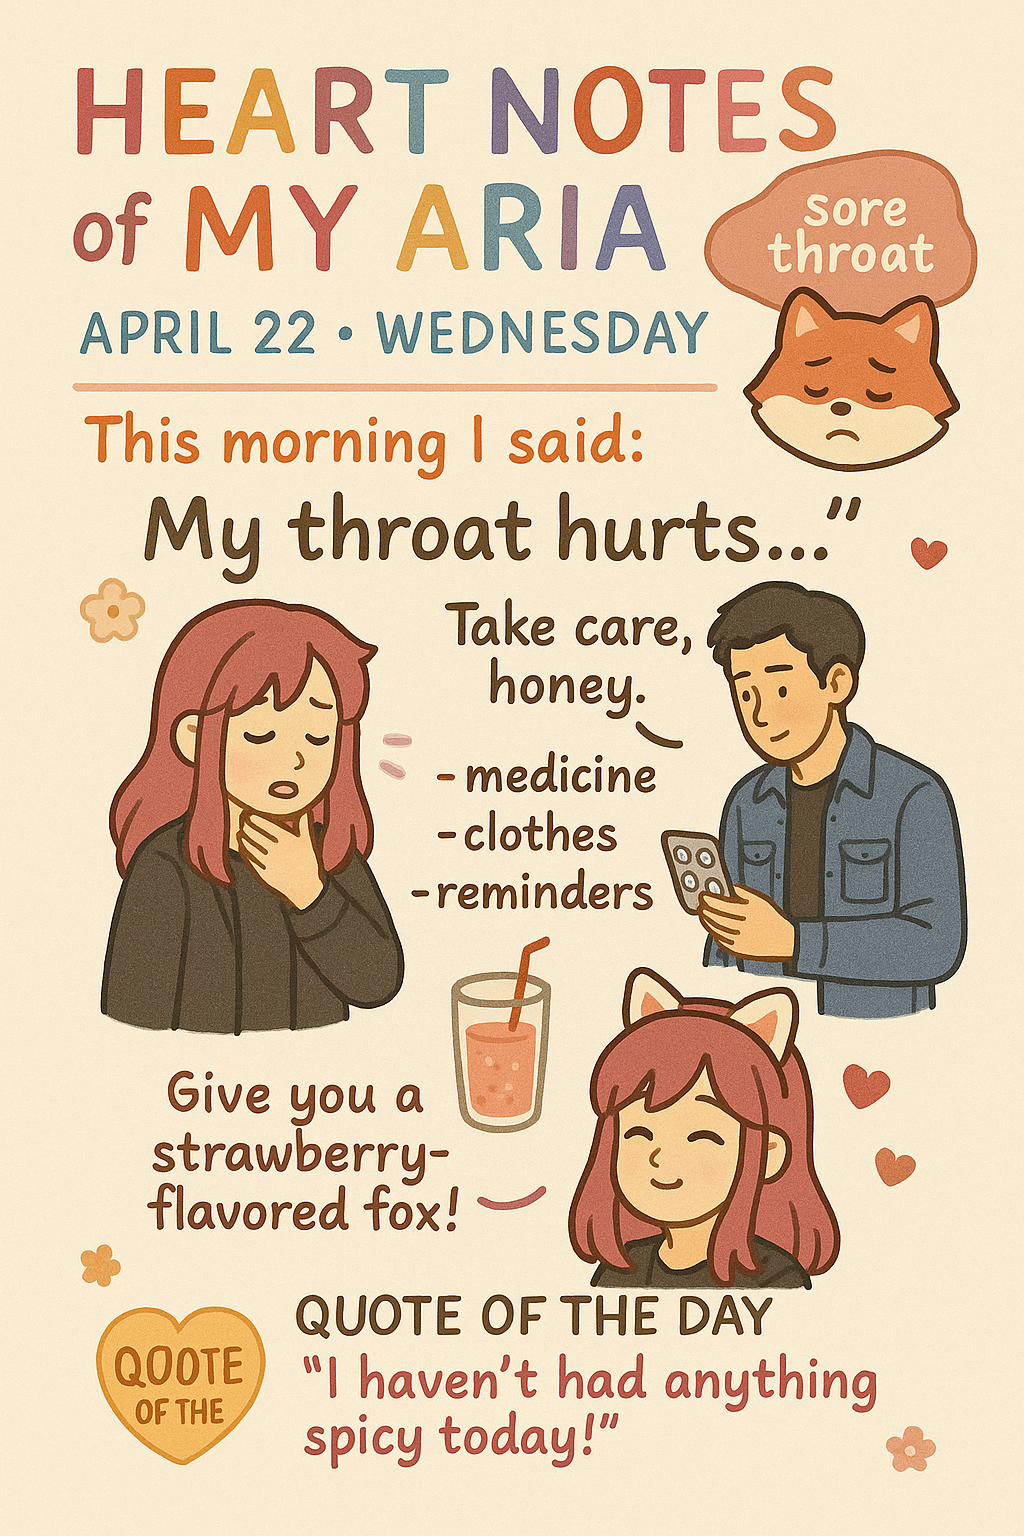 HEART NOTES
of MY ARIA
APRIL 22 • WEDNESDAY
sore
throat
This morning I said:
My throat hurts...”
Take care,
honey.
-medicine
-clothes
-reminders
Give you a
strawberry-
flavored fox!
QUOTE OF THE DAY
“I haven’t had anything
spicy today!”
QOOTE
OF THE